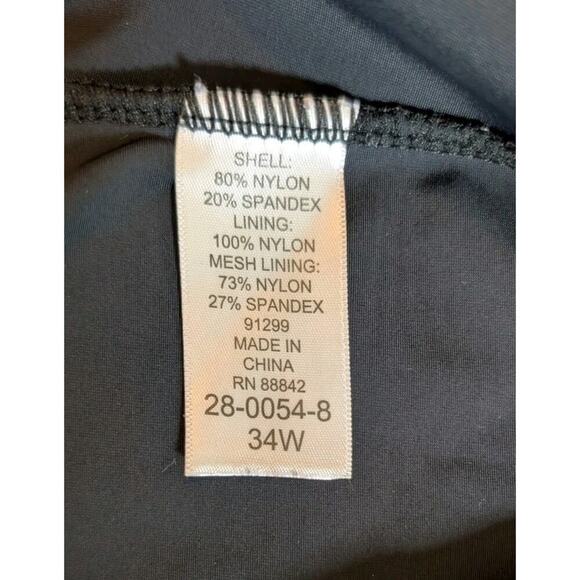 SHELL:
80% NYLON
20% SPANDEX
LINING:
100% NYLON
MESH LINING:
73% NYLON
27% SPANDEX
91299
MADE IN
CHINA
RN 88842
28-0054-8
34W